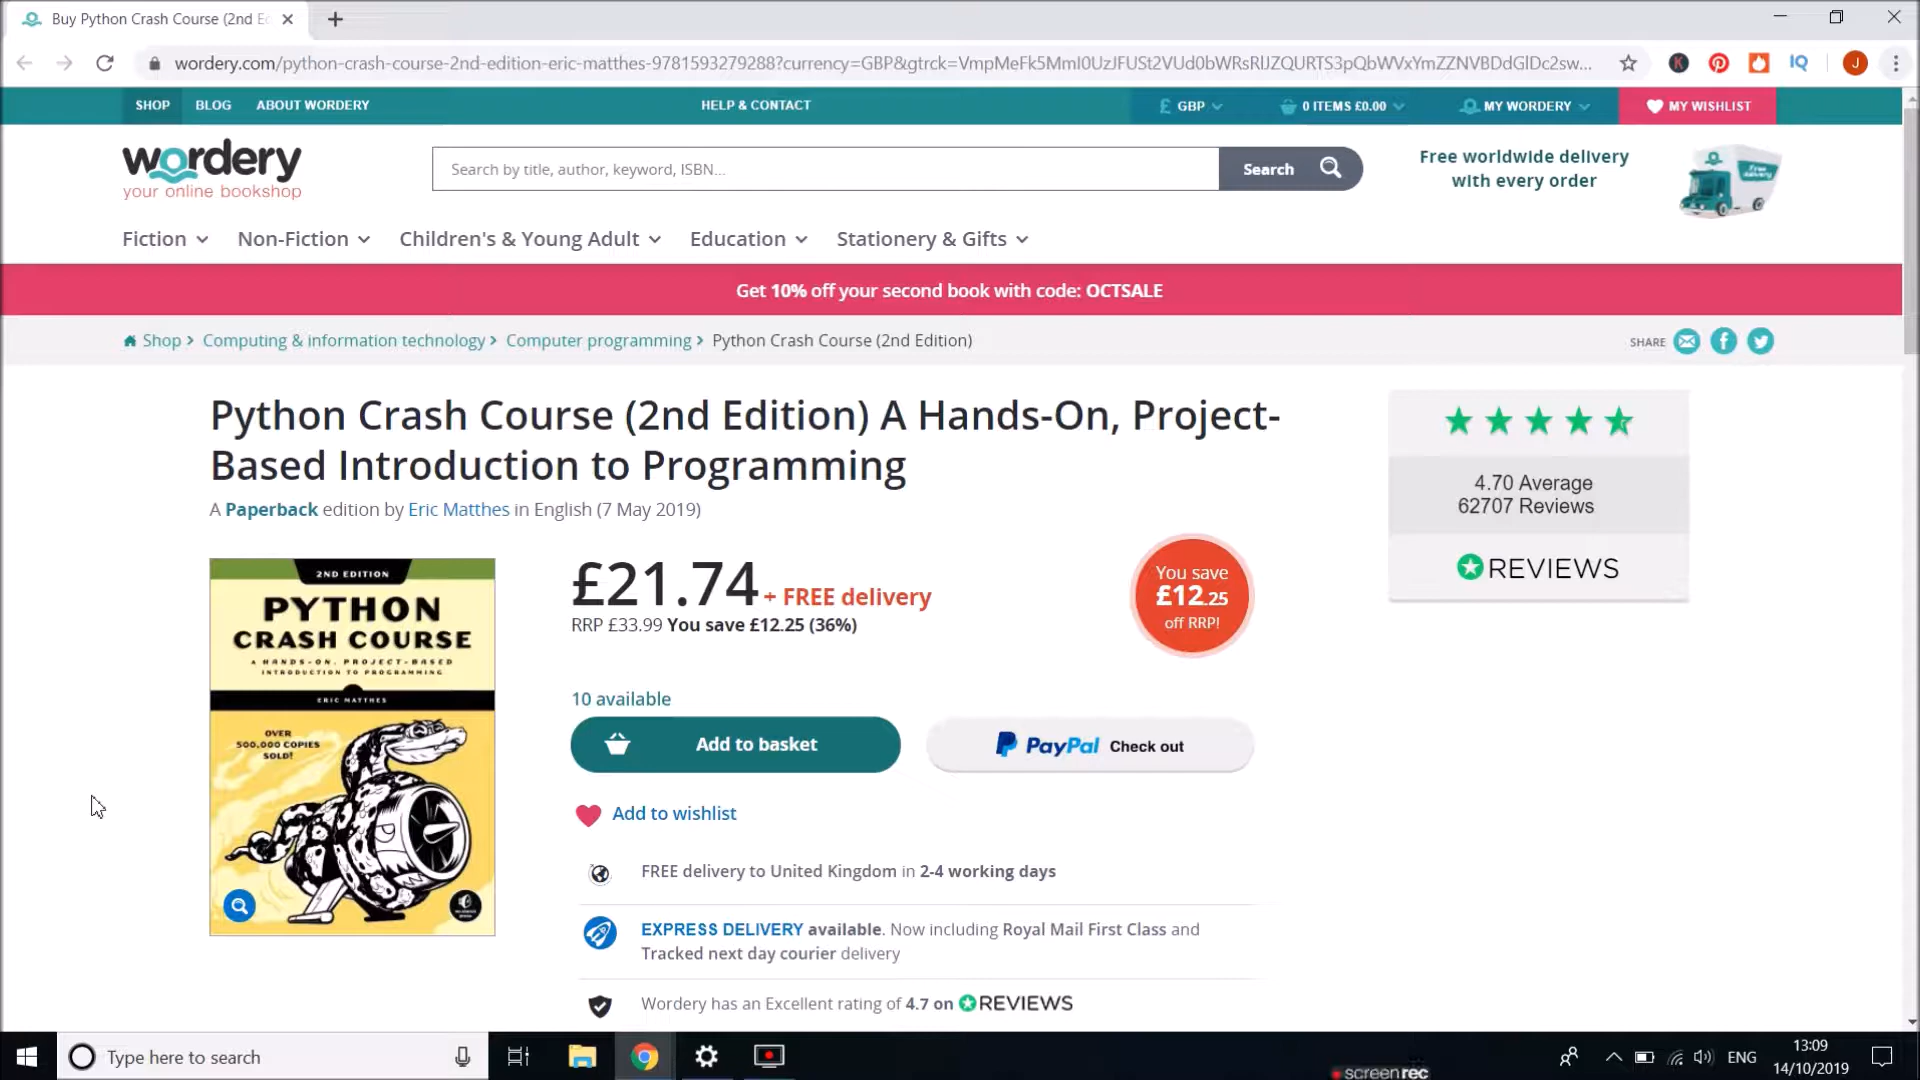 Buy Python Crash Course (2nd E
wordery.com/python-crash-course-2nd-edition-eric-matthes-9781593279288?currency=GBP&gtrck=VmpMeFk5MmI0UzJFUSt2VUd0bWRsRlJZQURTS3pQbWVxYmZZNVBDdGlDc2sw...
K
IQ
J
SHOP BLOG ABOUT WORDERY HELP & CONTACT £ GBP 0 ITEMS £0.00 MY WORDERY MY WISHLIST
wordery
your online bookshop
Search by title, author, keyword, ISBN...
Search
Free worldwide delivery
with every order
Free delivery
Fiction Non-Fiction Children's & Young Adult Education Stationery & Gifts
Get 10% off your second book with code: OCTSALE
Shop > Computing & information technology > Computer programming > Python Crash Course (2nd Edition)
SHARE
Python Crash Course (2nd Edition) A Hands-On, Project-
Based Introduction to Programming
A Paperback edition by Eric Matthes in English (7 May 2019)
4.70 Average
62707 Reviews
REVIEWS
2ND EDITION
PYTHON
CRASH COURSE
A HANDS-ON, PROJECT-BASED
INTRODUCTION TO PROGRAMMING
ERIC MATTHES
OVER
500,000 COPIES
SOLD!
£21.74 + FREE delivery
RRP £33.99 You save £12.25 (36%)
You save
£12.25
off RRP!
10 available
Add to basket
PayPal Check out
Add to wishlist
FREE delivery to United Kingdom in 2-4 working days
EXPRESS DELIVERY available. Now including Royal Mail First Class and
Tracked next day courier delivery
Wordery has an Excellent rating of 4.7 on REVIEWS
Type here to search
ENG
13:09
14/10/2019
screenrec